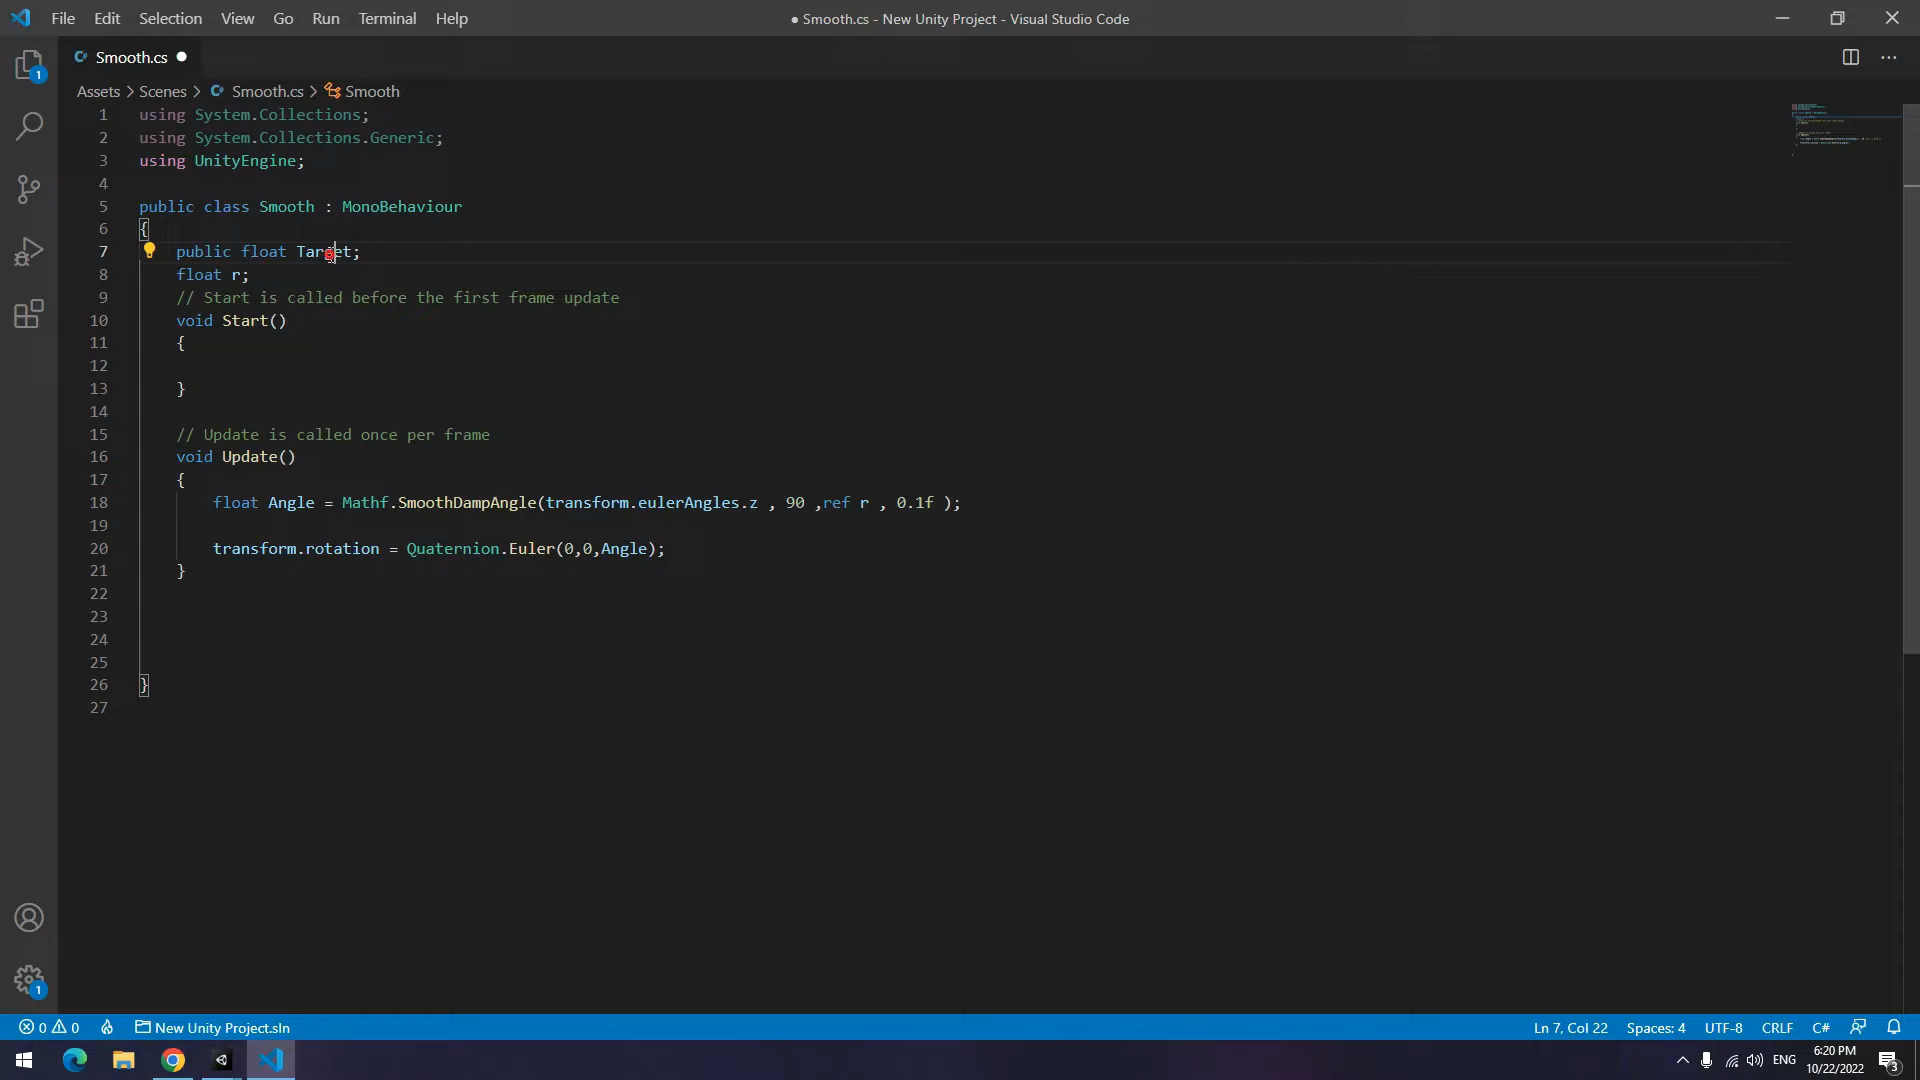 File Edit Selection View Go Run Terminal Help
● Smooth.cs - New Unity Project - Visual Studio Code
Smooth.cs ●
Assets > Scenes > Smooth.cs > Smooth
1 using System.Collections;
2 using System.Collections.Generic;
3 using UnityEngine;
4
5 public class Smooth : MonoBehaviour
6 {
7 public float Target;
8 float r;
9 // Start is called before the first frame update
10 void Start()
11 {
12
13 }
14
15 // Update is called once per frame
16 void Update()
17 {
18 float Angle = Mathf.SmoothDampAngle(transform.eulerAngles.z , 90 ,ref r , 0.1f );
19
20 transform.rotation = Quaternion.Euler(0,0,Angle);
21 }
22
23
24
25
26 }
27
1
1
0 0 New Unity Project.sln Ln 7, Col 22 Spaces: 4 UTF-8 CRLF C#
ENG 6:20 PM
10/22/2022 3